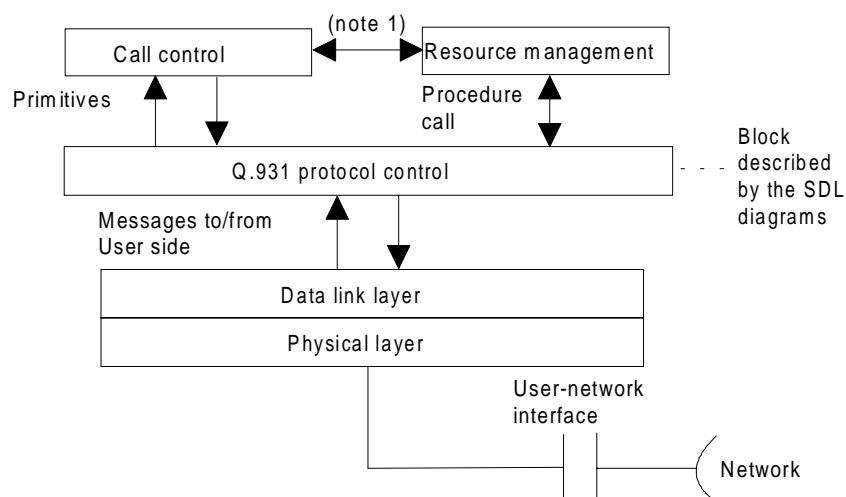 (note 1)
Call control
Resource management
Primitives
Procedure
call
Q.931 protocol control
Block
described
by the SDL
diagrams
Messages to/from
User side
Data link layer
Physical layer
User-network
interface
Network